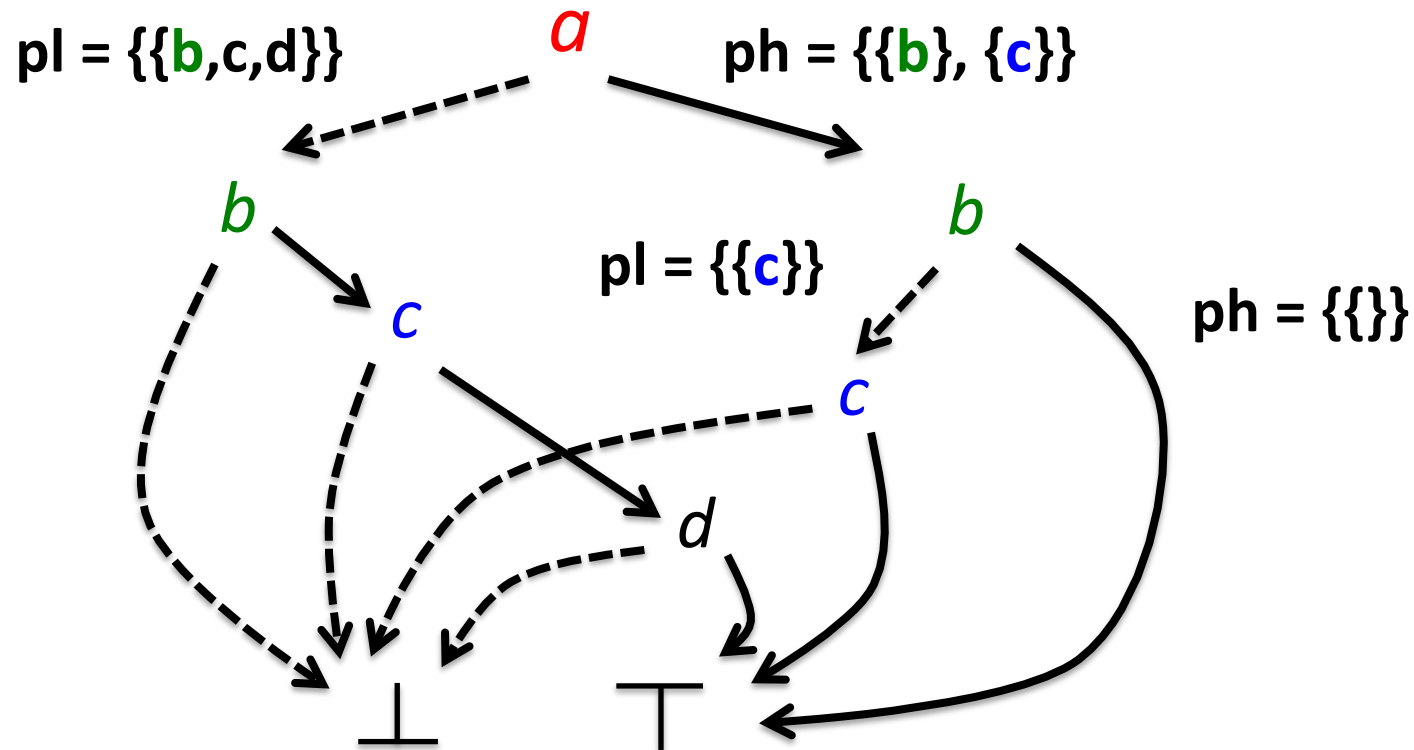 a
pl = {{b,c,d}}
ph = {{b}, {c}}
b
b
pl = {{c}}
ph = {{}}
c
c
d
⊥
⊤